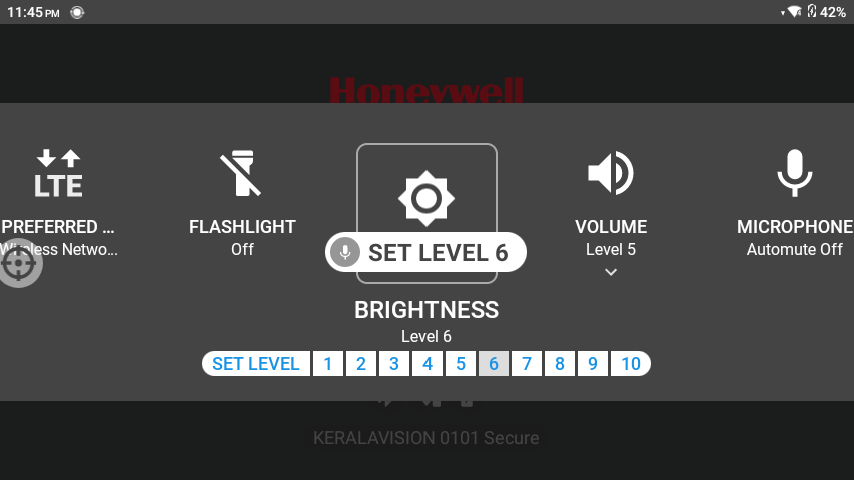 11:45 PM
42%
Honeywell
LTE
PREFERRED ...
Wireless Netwo...
FLASHLIGHT
Off
SET LEVEL 6
BRIGHTNESS
Level 6
VOLUME
Level 5
MICROPHONE
Automute Off
SET LEVEL 1 2 3 4 5 6 7 8 9 10
KERALAVISION 0101 Secure